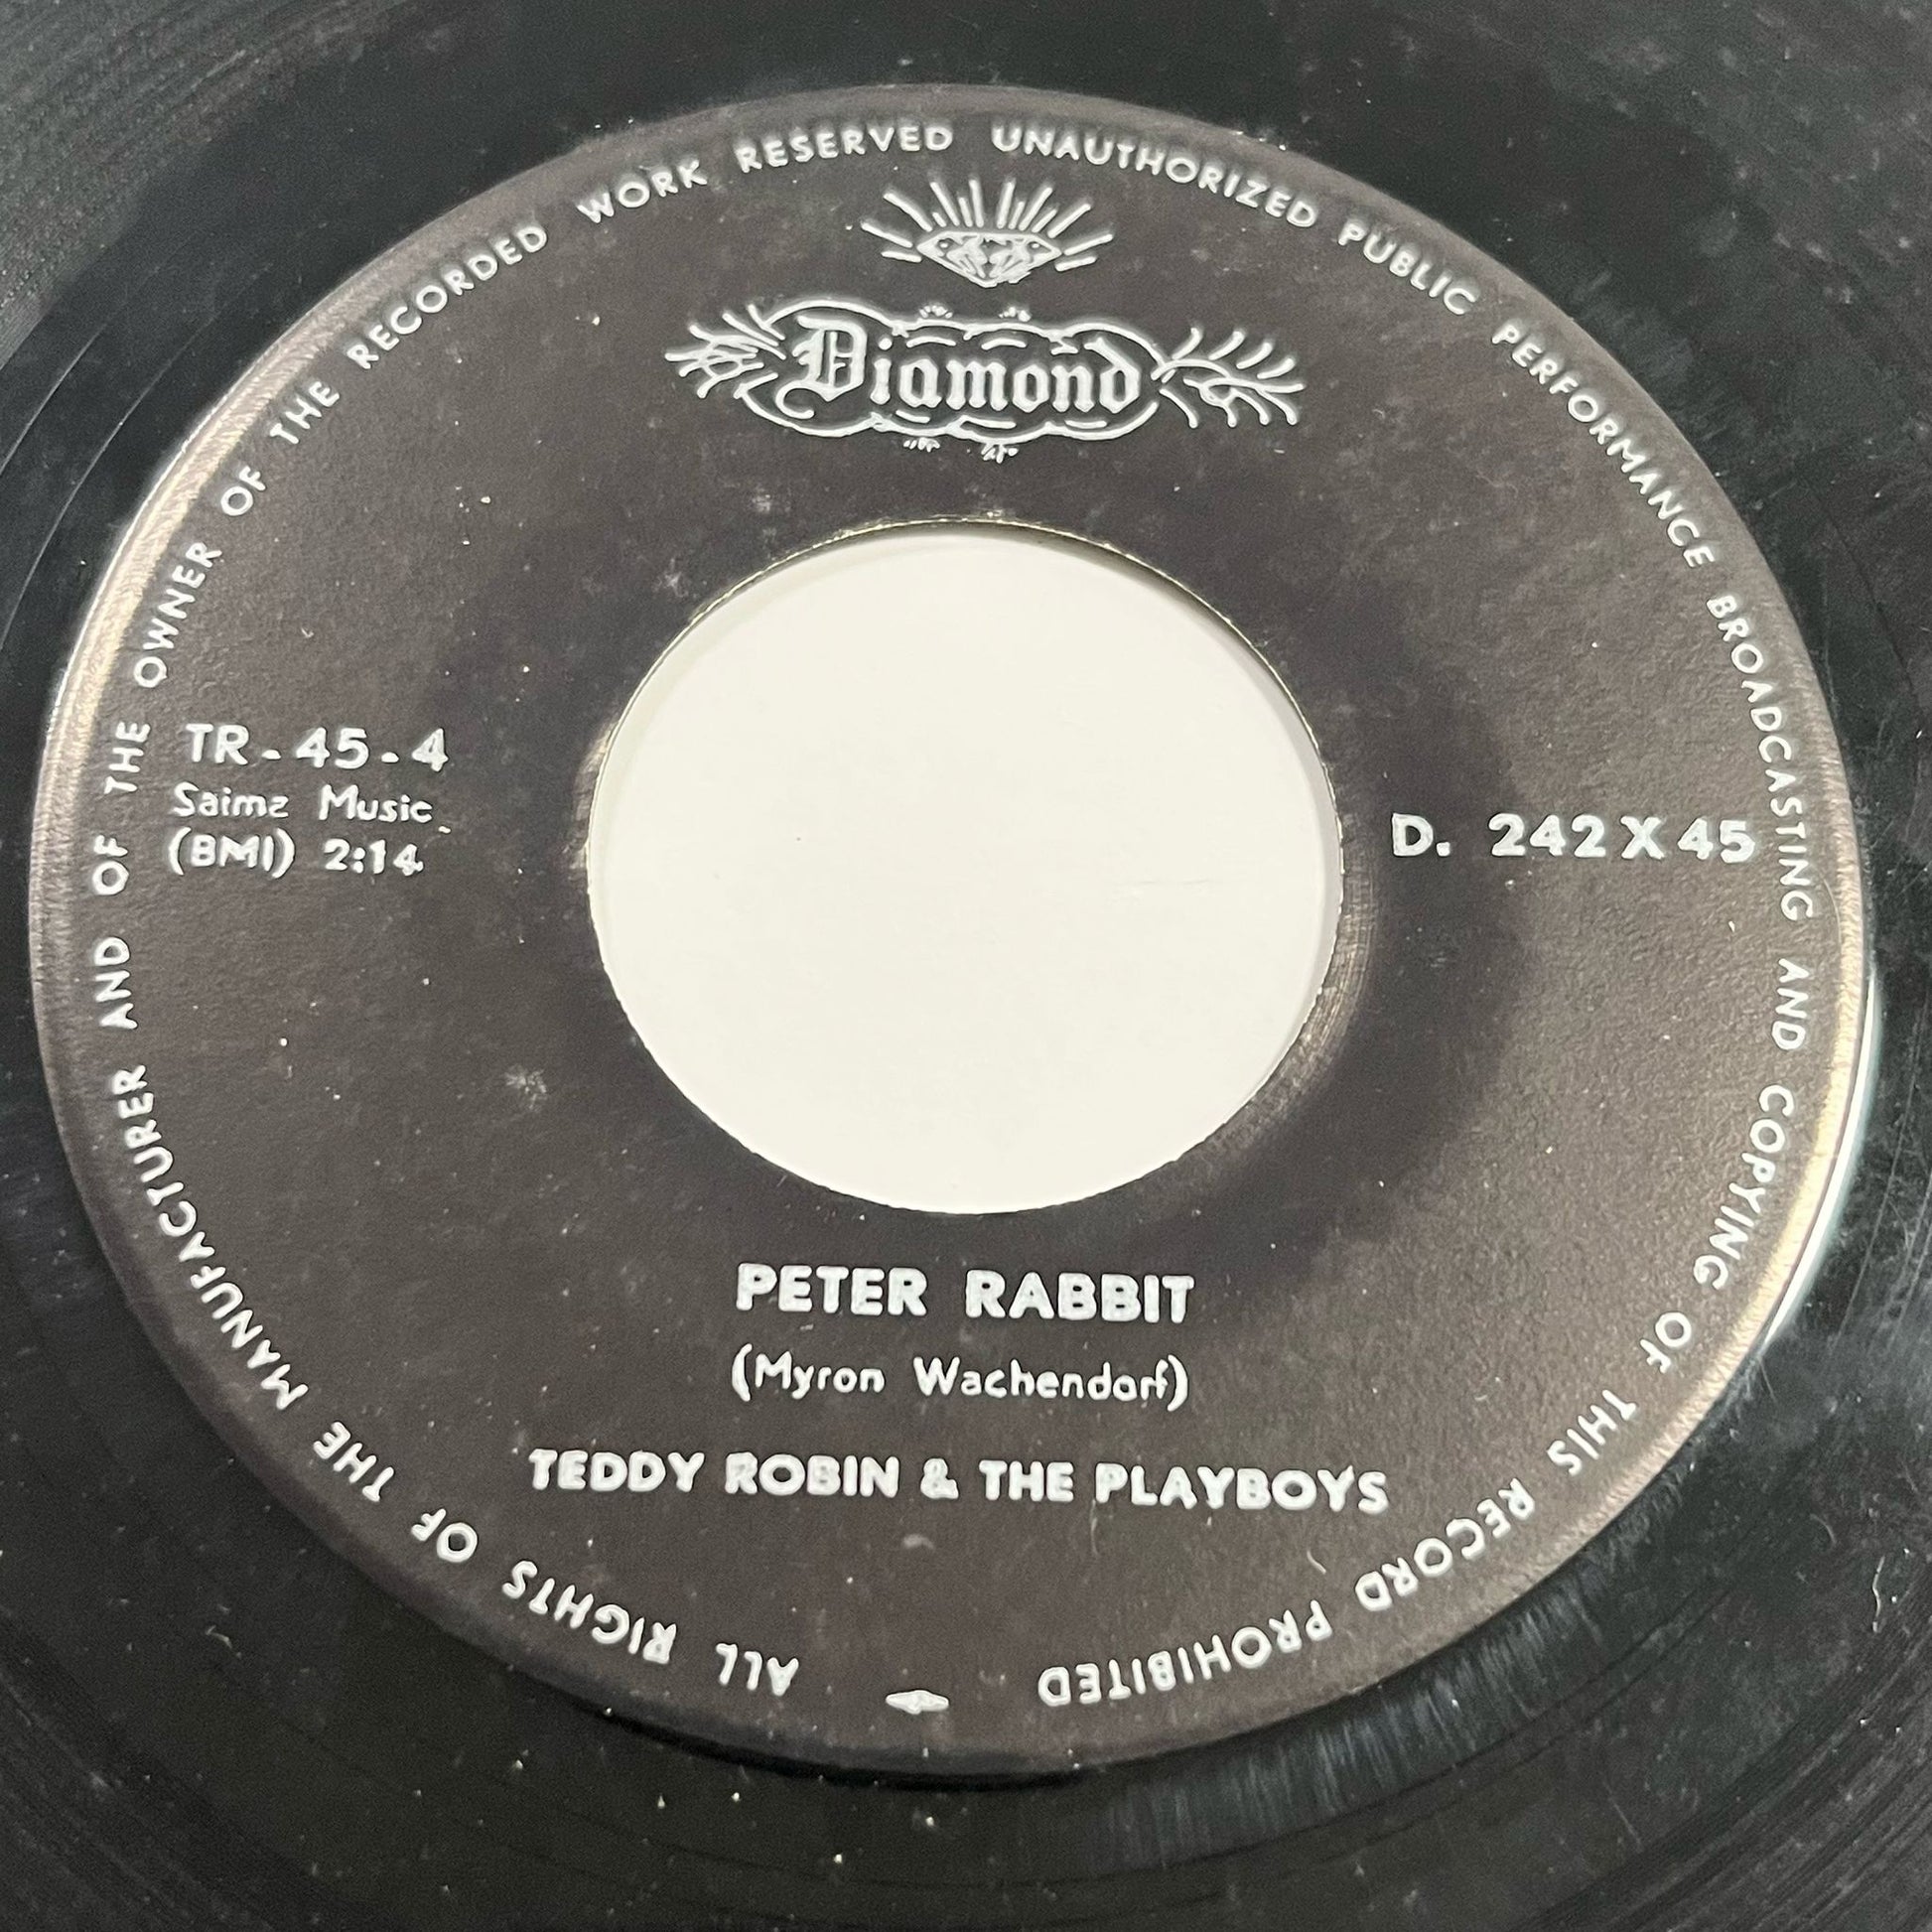 ALL RIGHTS OF THE MANUFACTURER AND OF THE OWNER OF THE RECORDED WORK RESERVED UNAUTHORIZED PUBLIC PERFORMANCE BROADCASTING AND COPYING OF THIS RECORD PROHIBITED
Diamond
TR-45-4
Saimz Music
(BMI) 2:14
D. 242 X 45
PETER RABBIT
(Myron Wachendorf)
TEDDY ROBIN & THE PLAYBOYS